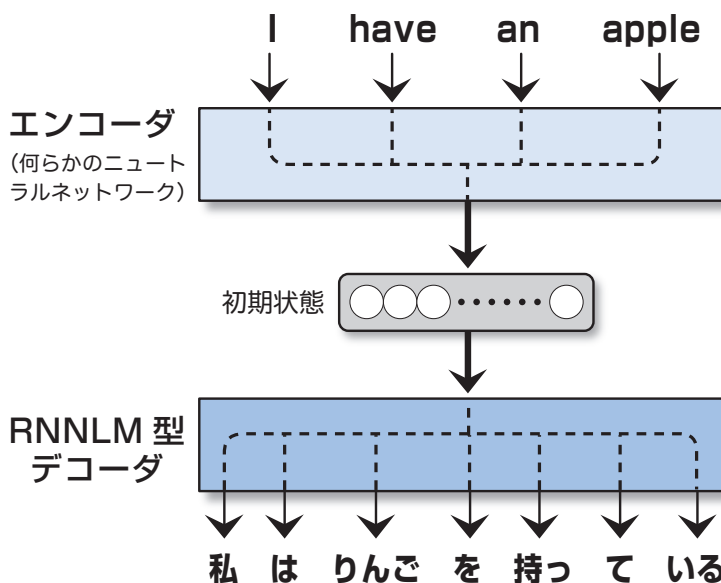 I have an apple
エンコーダ
(何らかのニュート
ラルネットワーク)
初期状態
RNNLM 型
デコーダ
私 は りんご を 持っ て いる